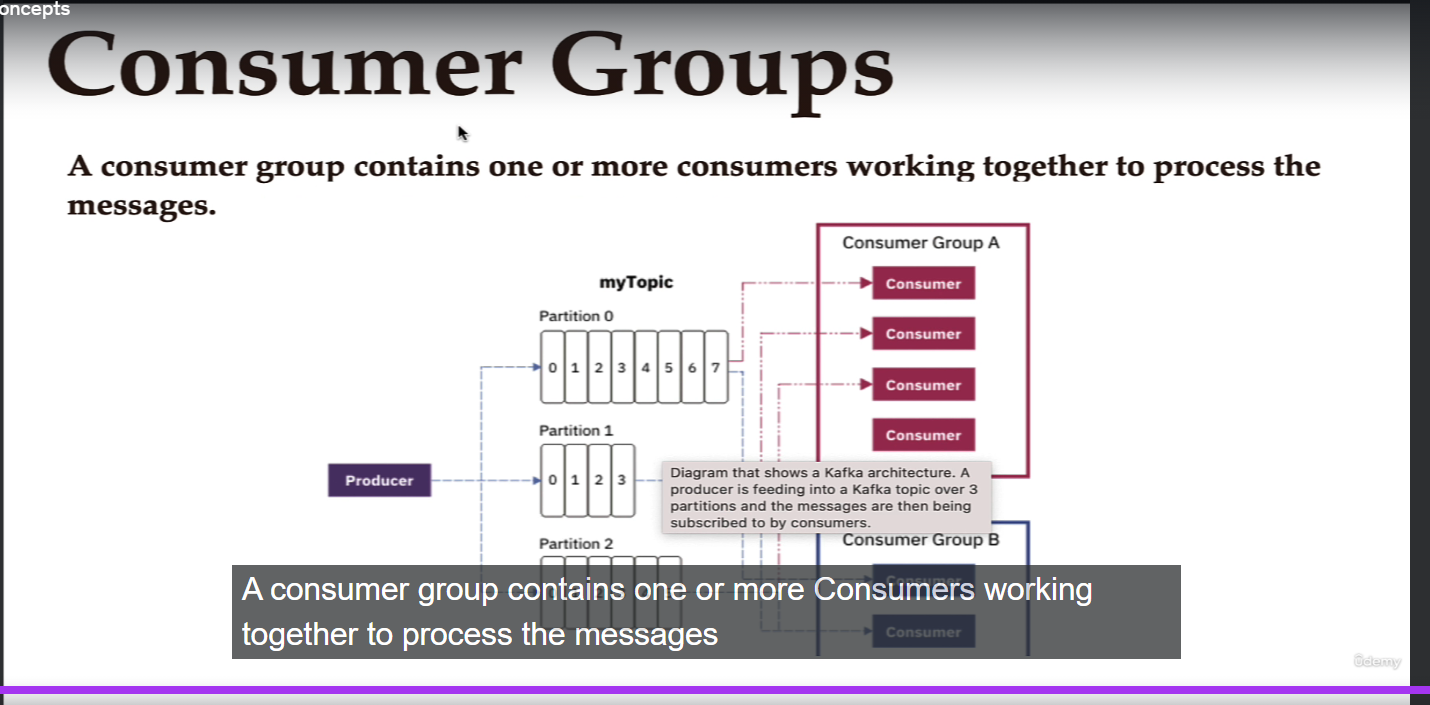 oncepts
Consumer Groups
A consumer group contains one or more consumers working together to process the
messages.
Consumer Group A
myTopic
Consumer
Partition 0
Consumer
0 1 2 3 4 5 6 7
Consumer
Partition 1
Consumer
Producer
0 1 2 3
Diagram that shows a Kafka architecture. A
producer is feeding into a Kafka topic over 3
partitions and the messages are then being
subscribed to by consumers.
Partition 2
Consumer Group B
Consumer
A consumer group contains one or more Consumers working
together to process the messages
Consumer
Udemy